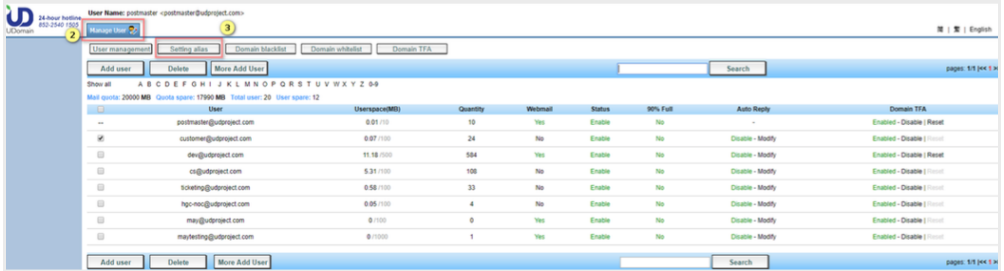 User Name: postmaster <postmaster@udproject.com>
UDomain
24-hour hotline
852-2540 1505
2
Manage User
3
簡 | 繁 | English
User management
Setting alias
Domain blacklist
Domain whitelist
Domain TFA
Add user
Delete
More Add User
Search
pages: 1/1
Show all A B C D E F G H I J K L M N O P Q R S T U V W X Y Z 0-9
Mail quota: 20000 MB Quota spare: 17990 MB Total user: 20 User spare: 12
User Userspace(MB) Quantity Webmail Status 90% Full Auto Reply Domain TFA
-- postmaster@udproject.com 0.01 /10 10 Yes Enable No - Enabled - Disable | Reset
customer@udproject.com 0.97 /100 24 No Enable No Disable - Modify Enabled - Disable | Reset
dev@udproject.com 11.18 /500 584 Yes Enable No Disable - Modify Enabled - Disable | Reset
cs@udproject.com 5.31 /100 108 No Enable No Disable - Modify Enabled - Disable | Reset
ticketing@udproject.com 0.56 /100 33 No Enable No Disable - Modify Enabled - Disable | Reset
hgc-noc@udproject.com 0.05 /100 4 No Enable No Disable - Modify Enabled - Disable | Reset
may@udproject.com 0 /100 0 Yes Enable No Disable - Modify Enabled - Disable | Reset
maytesting@udproject.com 0 /1000 1 Yes Enable No Disable - Modify Enabled - Disable | Reset
Add user
Delete
More Add User
Search
pages: 1/1